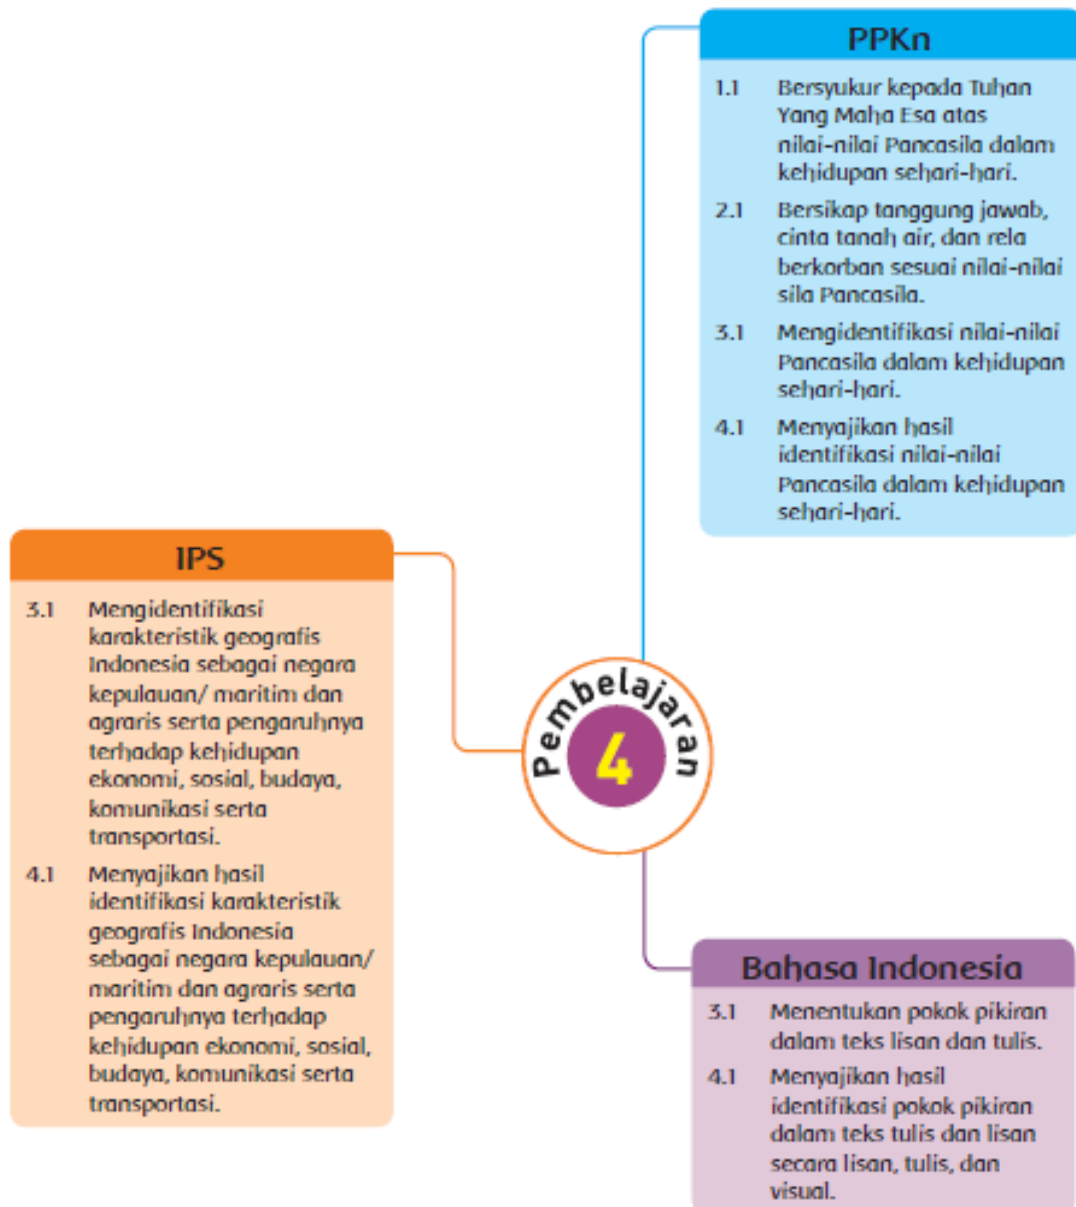 PPKn
1.1 Bersyukur kepada Tuhan
Yang Maha Esa atas
nilai-nilai Pancasila dalam
kehidupan sehari-hari.
2.1 Bersikap tanggung jawab,
cinta tanah air, dan rela
berkorban sesuai nilai-nilai
sila Pancasila.
3.1 Mengidentifikasi nilai-nilai
Pancasila dalam kehidupan
sehari-hari.
4.1 Menyajikan hasil
identifikasi nilai-nilai
Pancasila dalam kehidupan
sehari-hari.
IPS
3.1 Mengidentifikasi
karakteristik geografis
Indonesia sebagai negara
kepulauan/ maritim dan
agraris serta pengaruhnya
terhadap kehidupan
ekonomi, sosial, budaya,
komunikasi serta
transportasi.
4.1 Menyajikan hasil
identifikasi karakteristik
geografis Indonesia
sebagai negara kepulauan/
maritim dan agraris serta
pengaruhnya terhadap
kehidupan ekonomi, sosial,
budaya, komunikasi serta
transportasi.
Pembelajaran
4
Bahasa Indonesia
3.1 Menentukan pokok pikiran
dalam teks lisan dan tulis.
4.1 Menyajikan hasil
identifikasi pokok pikiran
dalam teks tulis dan lisan
secara lisan, tulis, dan
visual.